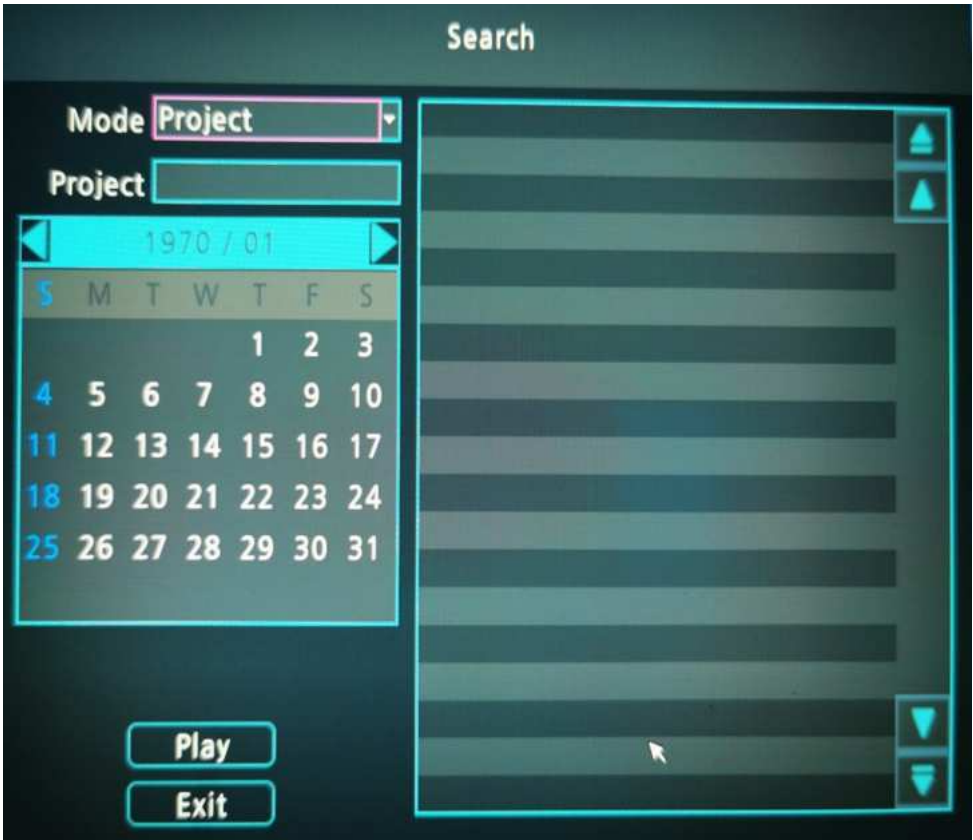 Search
Mode Project
Project
1970 / 01
S M T W T F S
1 2 3
4 5 6 7 8 9 10
11 12 13 14 15 16 17
18 19 20 21 22 23 24
25 26 27 28 29 30 31
Play
Exit